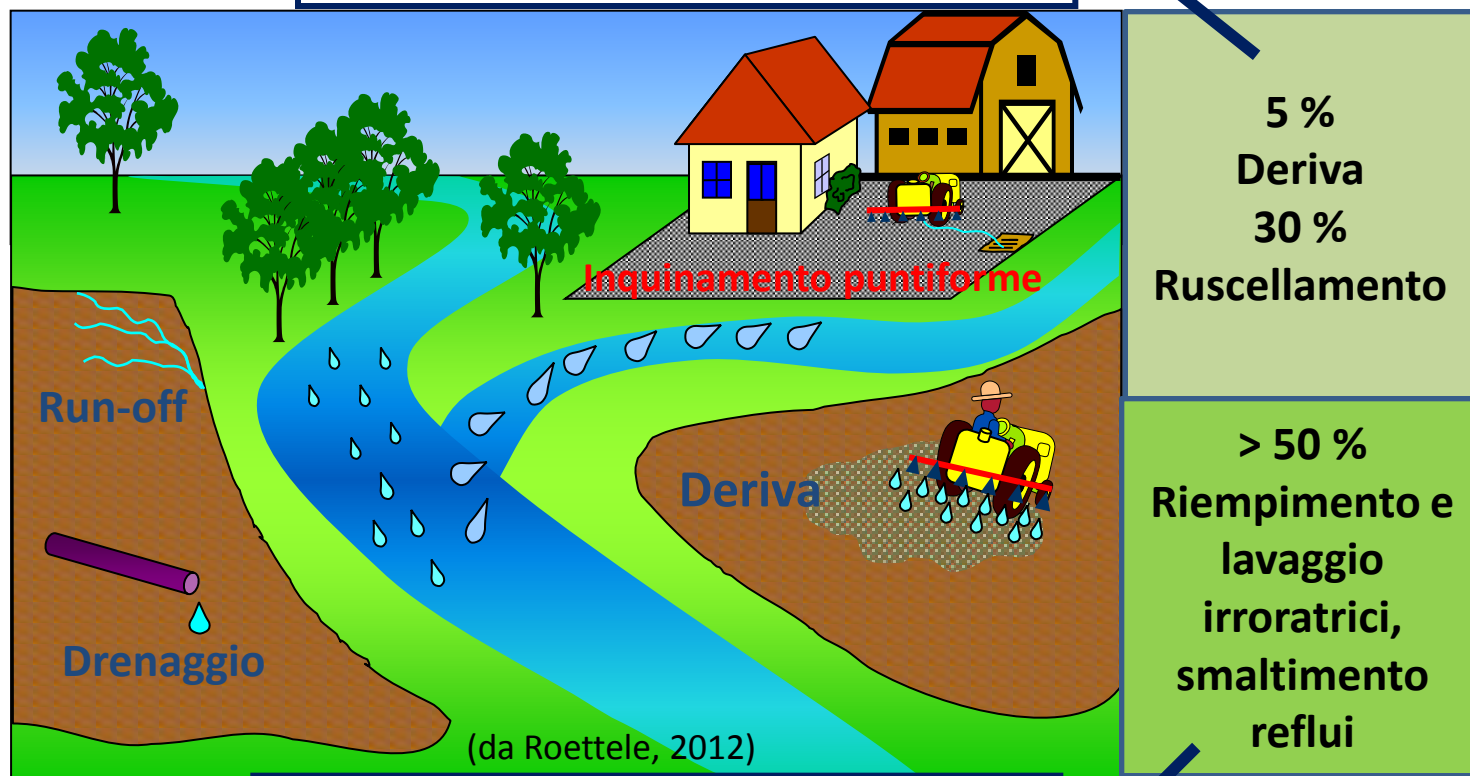 Inquinamento puntiforme
Run-off
Deriva
Drenaggio
(da Roettele, 2012)
5 %
Deriva
30 %
Ruscellamento
> 50 %
Riempimento e
lavaggio
irroratrici,
smaltimento
reflui